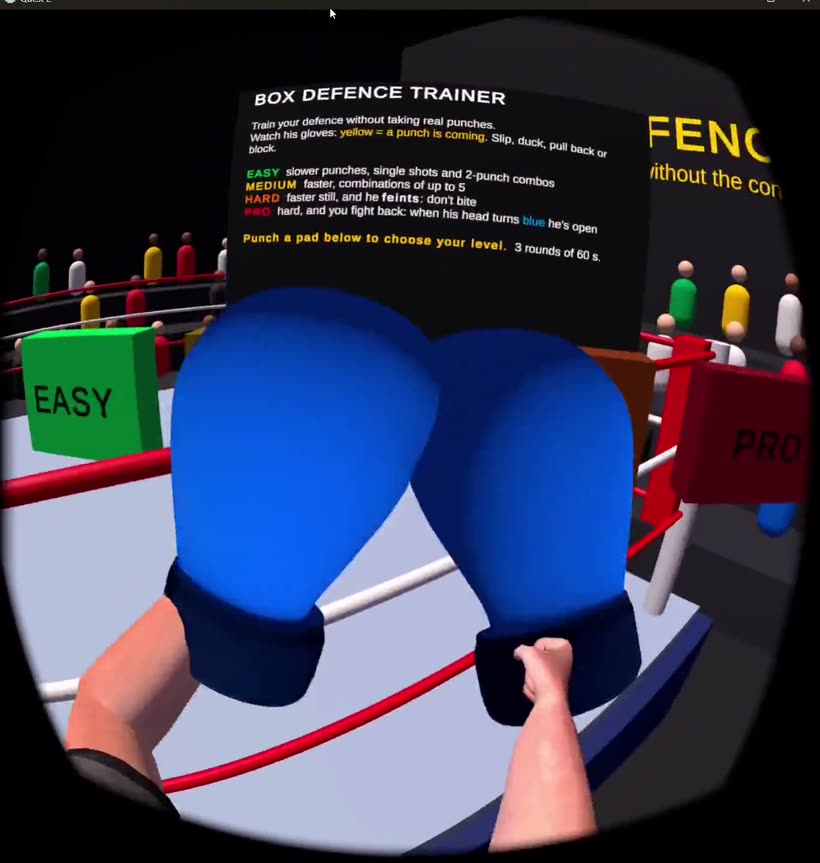 BOX DEFENCE TRAINER
Train your defence without taking real punches.
Watch his gloves: yellow = a punch is coming. Slip, duck, pull back or
block.
EASY slower punches, single shots and 2-punch combos
MEDIUM faster, combinations of up to 5
HARD faster still, and he feints: don't bite
PRO hard, and you fight back: when his head turns blue he's open
Punch a pad below to choose your level. 3 rounds of 60 s.
FENC
without the con
EASY
PRO